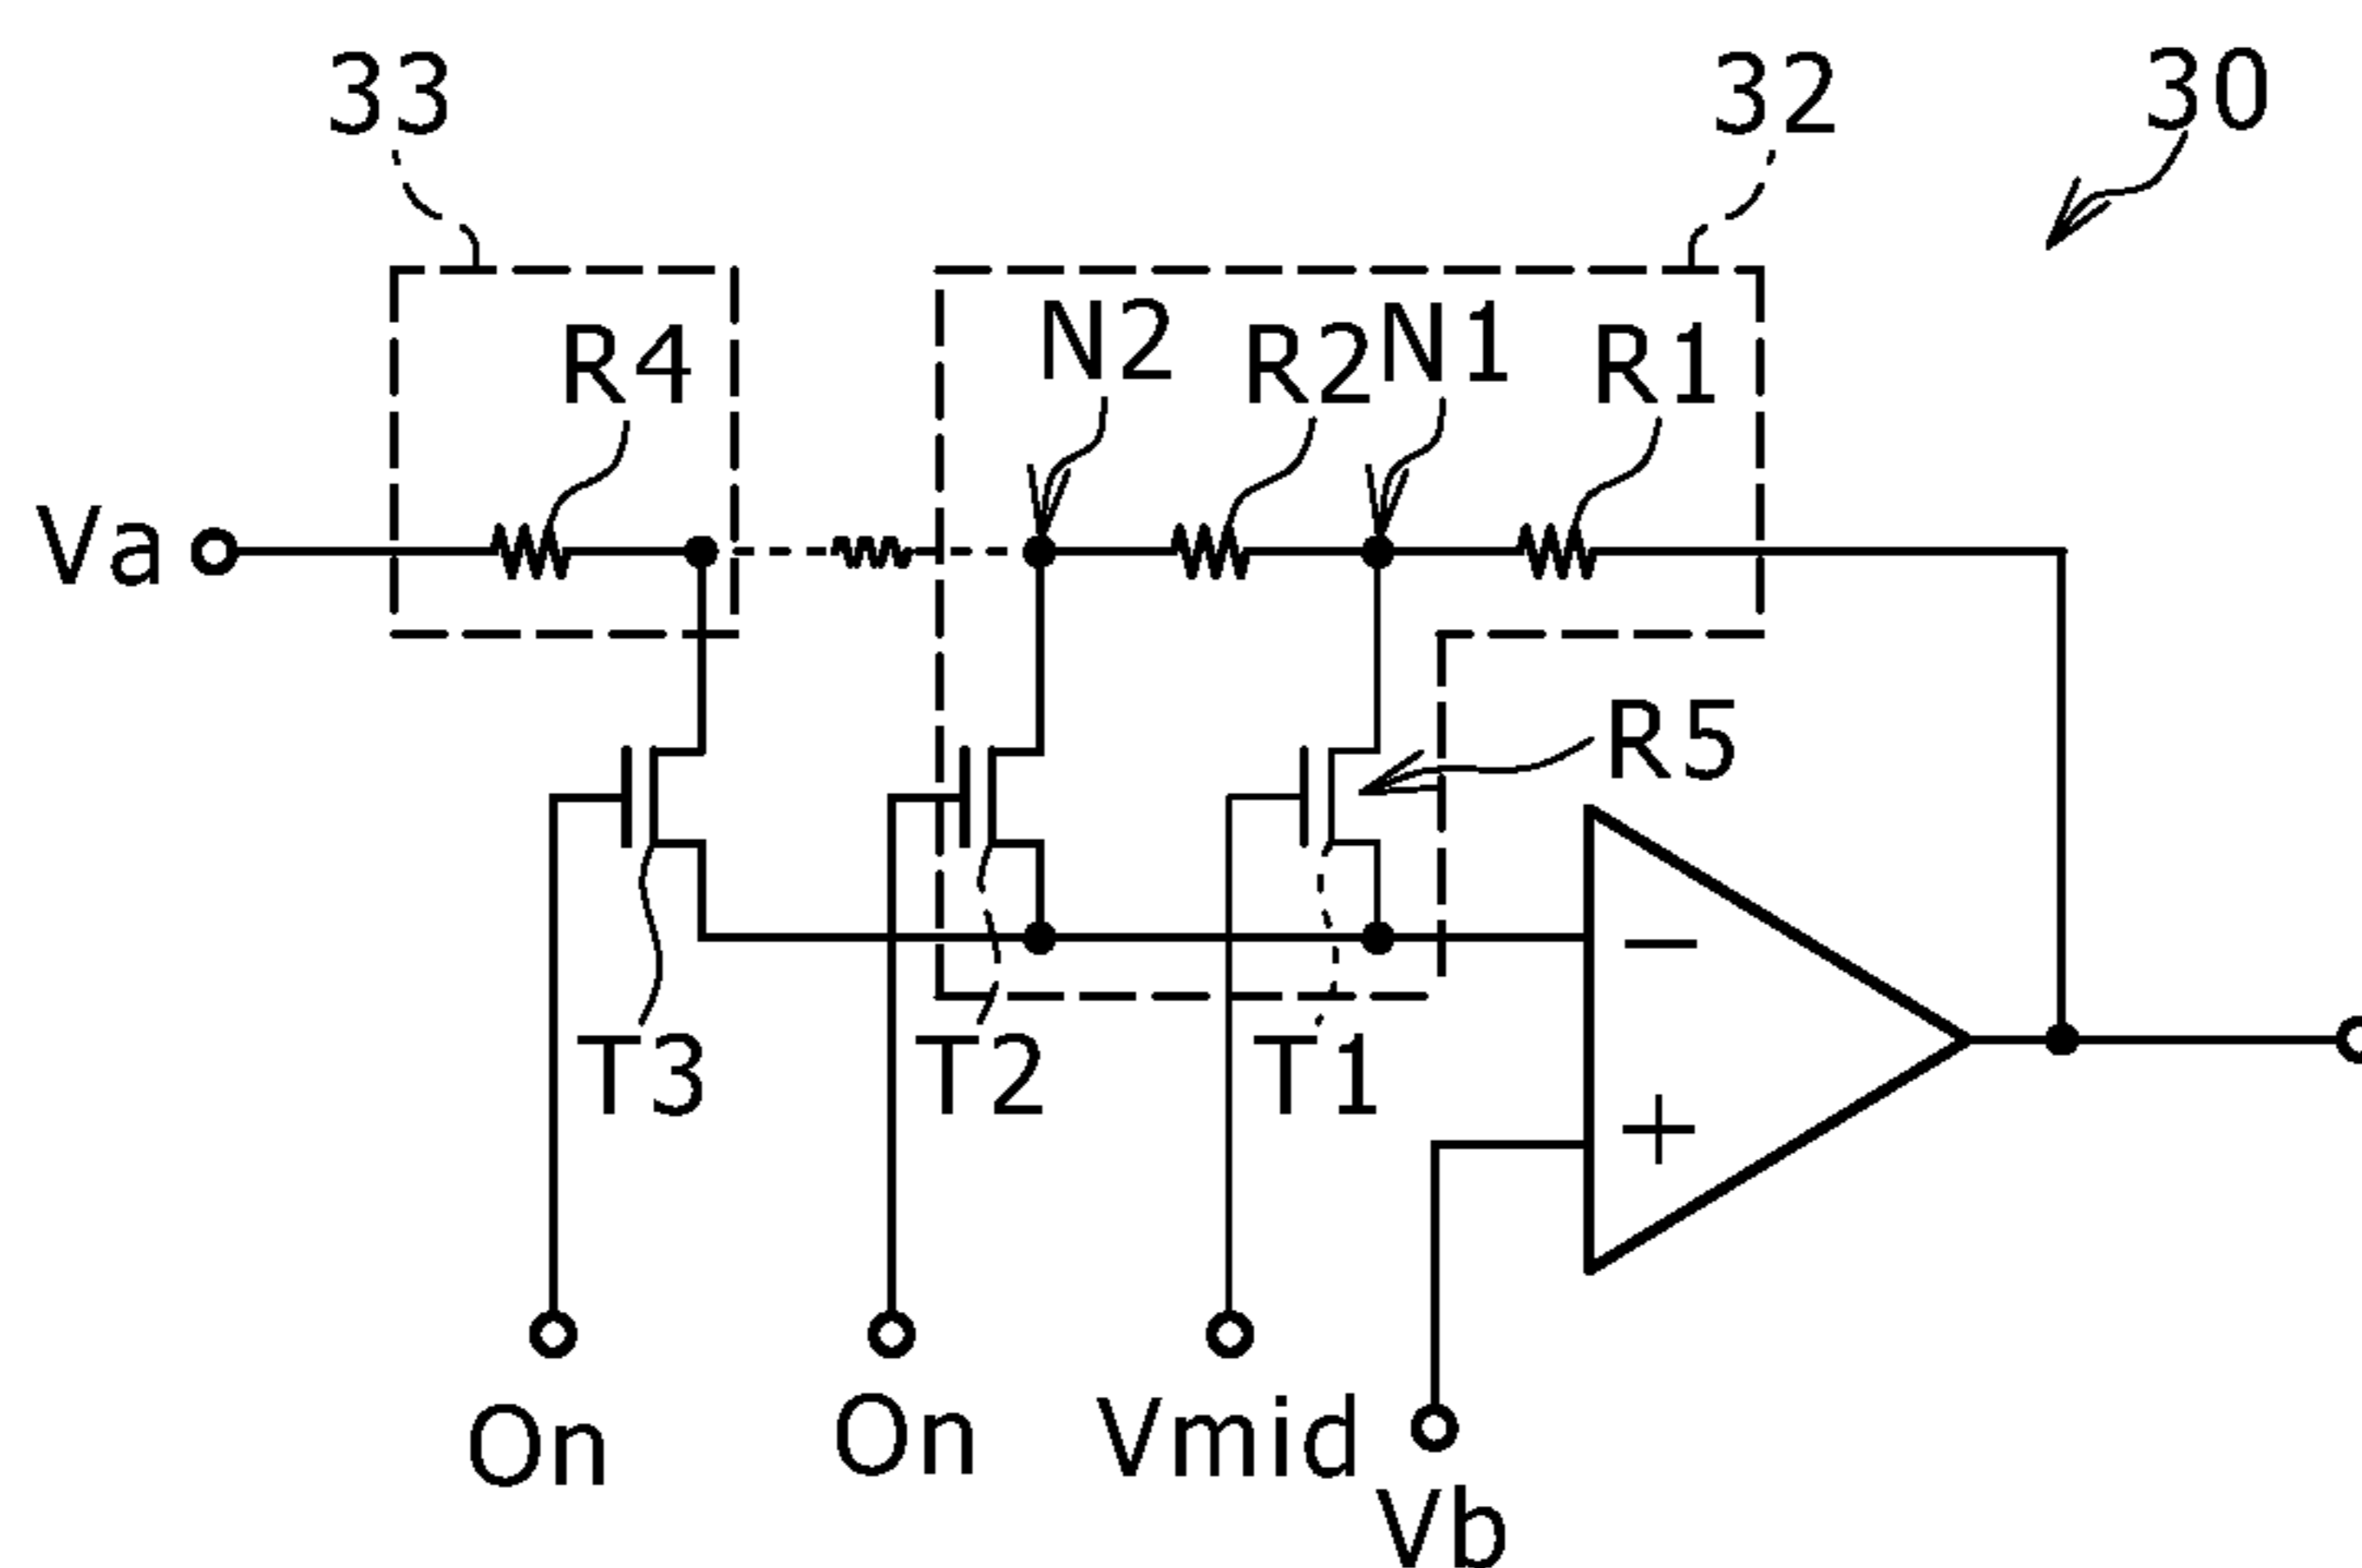 33
32
30
R4
N2
R2
N1
R1
Va
R5
−
T3
T2
T1
+
On
On
Vmid
Vb